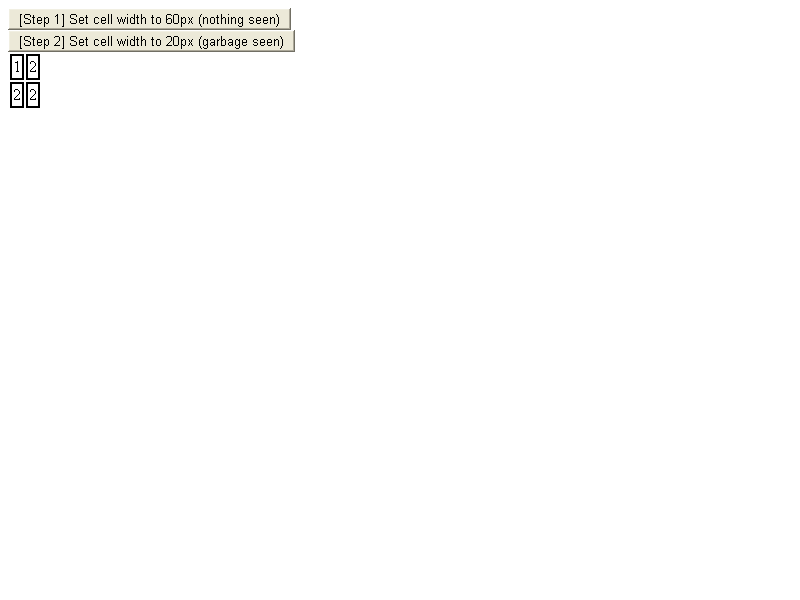 [Step 1] Set cell width to 60px (nothing seen)
[Step 2] Set cell width to 20px (garbage seen)
1 2
2 2